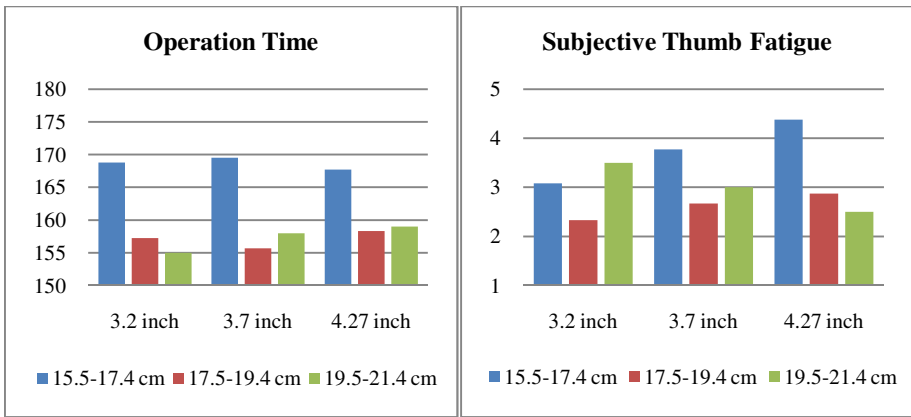 Operation Time
180
175
170
165
160
155
150
3.2 inch 3.7 inch 4.27 inch
15.5-17.4 cm 17.5-19.4 cm 19.5-21.4 cm
Subjective Thumb Fatigue
5
4
3
2
1
3.2 inch 3.7 inch 4.27 inch
15.5-17.4 cm 17.5-19.4 cm 19.5-21.4 cm